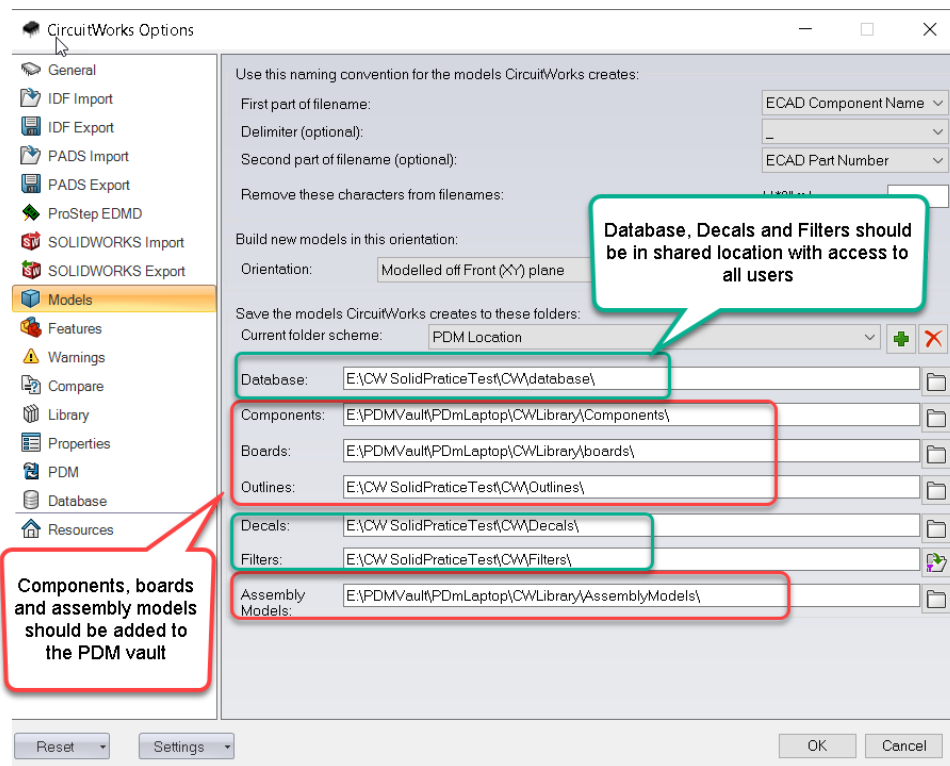 CircuitWorks Options
General
IDF Import
IDF Export
PADS Import
PADS Export
ProStep EDMD
SOLIDWORKS Import
SOLIDWORKS Export
Models
Features
Warnings
Compare
Library
Properties
PDM
Database
Resources
Use this naming convention for the models CircuitWorks creates:
First part of filename: ECAD Component Name
Delimiter (optional): _
Second part of filename (optional): ECAD Part Number
Remove these characters from filenames:
Build new models in this orientation:
Orientation: Modelled off Front (XY) plane
Save the models CircuitWorks creates to these folders:
Current folder scheme: PDM Location
Database: E:\CW SolidPraticeTest\CW\database\
Components: E:\PDMVault\PDmLaptop\CWLibrary\Components\
Boards: E:\PDMVault\PDmLaptop\CWLibrary\boards\
Outlines: E:\CW SolidPraticeTest\CW\Outlines\
Decals: E:\CW SolidPraticeTest\CW\Decals\
Filters: E:\CW SolidPraticeTest\CW\Filters\
Assembly Models: E:\PDMVault\PDmLaptop\CWLibrary\AssemblyModels\
Database, Decals and Filters should
be in shared location with access to
all users
Components, boards
and assembly models
should be added to
the PDM vault
Reset
Settings
OK
Cancel